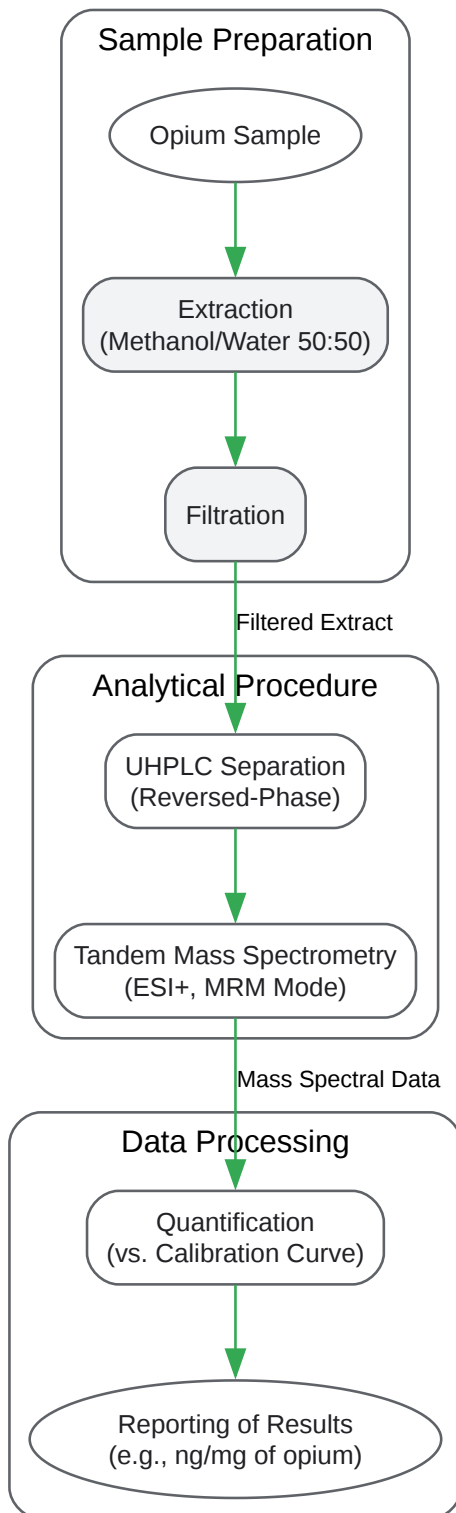 Sample Preparation
Opium Sample
Extraction
(Methanol/Water 50:50)
Filtration
Filtered Extract
Analytical Procedure
UHPLC Separation
(Reversed-Phase)
Tandem Mass Spectrometry
(ESI+, MRM Mode)
Mass Spectral Data
Data Processing
Quantification
(vs. Calibration Curve)
Reporting of Results
(e.g., ng/mg of opium)